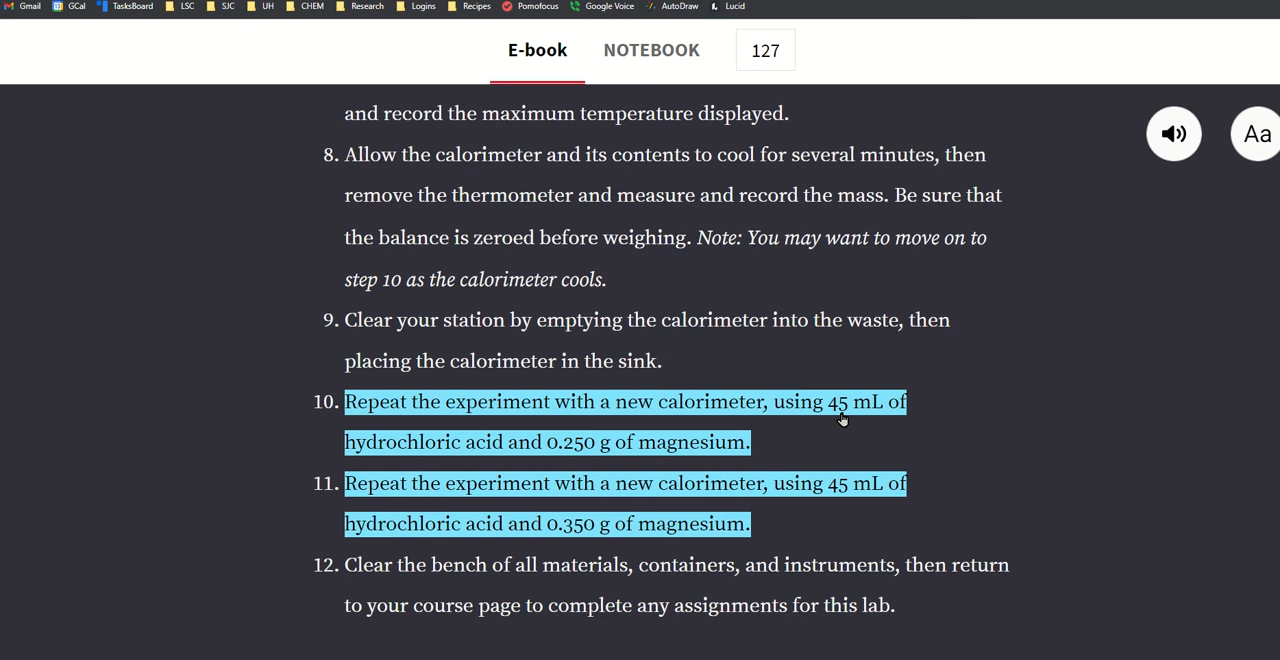 Gmail GCal TasksBoard LSC SJC UH CHEM Research Logins Recipes Pomofocus Google Voice AutoDraw Lucid
E-book NOTEBOOK 127
and record the maximum temperature displayed.
Aa
8. Allow the calorimeter and its contents to cool for several minutes, then
remove the thermometer and measure and record the mass. Be sure that
the balance is zeroed before weighing. Note: You may want to move on to
step 10 as the calorimeter cools.
9. Clear your station by emptying the calorimeter into the waste, then
placing the calorimeter in the sink.
10. Repeat the experiment with a new calorimeter, using 45 mL of
hydrochloric acid and 0.250 g of magnesium.
11. Repeat the experiment with a new calorimeter, using 45 mL of
hydrochloric acid and 0.350 g of magnesium.
12. Clear the bench of all materials, containers, and instruments, then return
to your course page to complete any assignments for this lab.